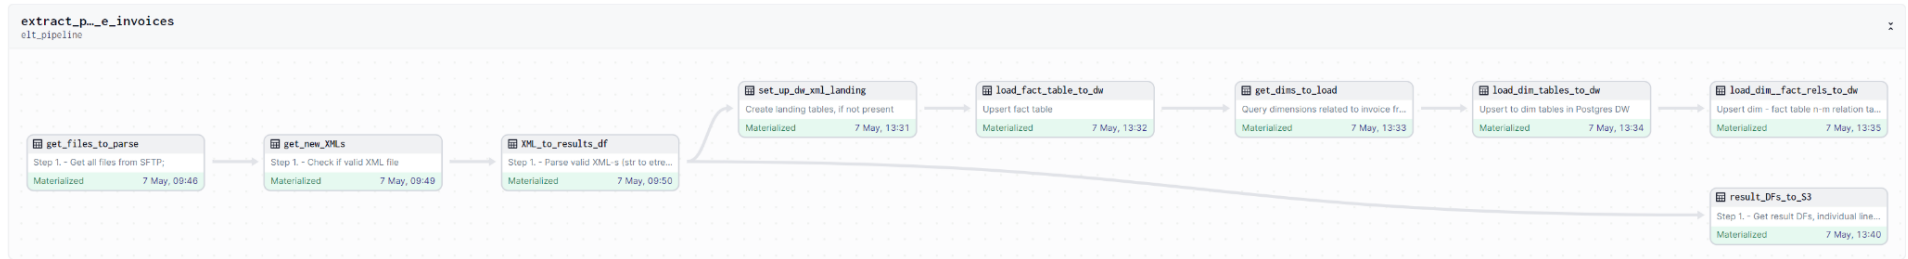 extract_p…_e_invoices
elt_pipeline
get_files_to_parse
Step 1. - Get all files from SFTP;
Materialized 7 May, 09:46
get_new_XMLs
Step 1. - Check if valid XML file
Materialized 7 May, 09:49
XML_to_results_df
Step 1. - Parse valid XML-s (str to etre...
Materialized 7 May, 09:50
set_up_dw_xml_landing
Create landing tables, if not present
Materialized 7 May, 13:31
load_fact_table_to_dw
Upsert fact table
Materialized 7 May, 13:32
get_dims_to_load
Query dimensions related to invoice fr...
Materialized 7 May, 13:33
load_dim_tables_to_dw
Upsert to dim tables in Postgres DW
Materialized 7 May, 13:34
load_dim__fact_rels_to_dw
Upsert dim - fact table n-m relation ta...
Materialized 7 May, 13:35
result_DFs_to_S3
Step 1. - Get result DFs, individual line...
Materialized 7 May, 13:40